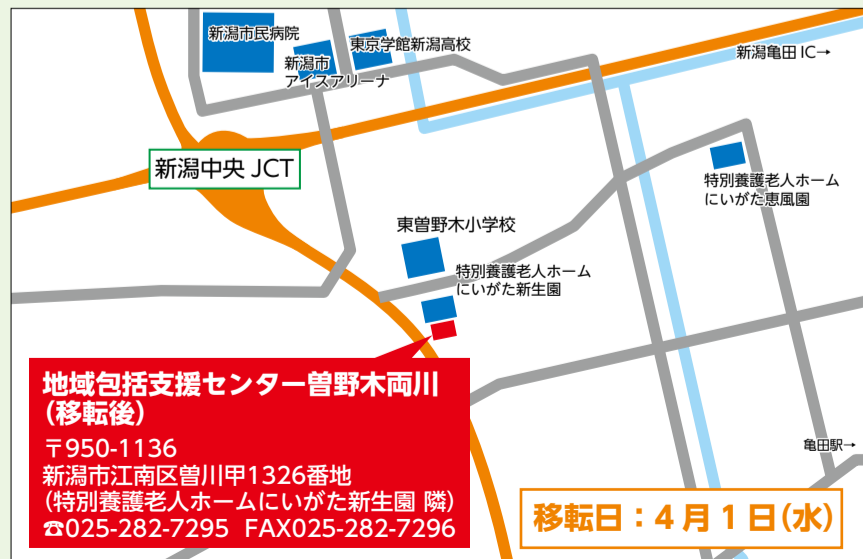 新潟市民病院
新潟市
アイスアリーナ
東京学館新潟高校
新潟亀田IC→
新潟中央 JCT
特別養護老人ホーム
にいがた恵風園
東曽野木小学校
特別養護老人ホーム
にいがた新生園
地域包括支援センター曽野木両川
(移転後)
〒950-1136
新潟市江南区曽川甲1326番地
(特別養護老人ホームにいがた新生園 隣)
☎025-282-7295 FAX025-282-7296
亀田駅→
移転日：4月1日(水)